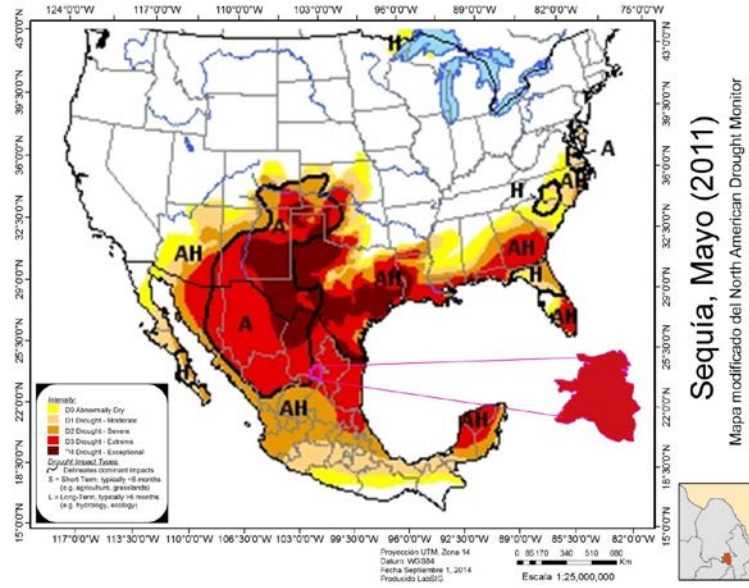 124°0'0"W 117°0'0"W 110°0'0"W 103°0'0"W 96°0'0"W 89°0'0"W 82°0'0"W 75°0'0"W
43°0'0"N
39°30'0"N
36°0'0"N
32°30'0"N
29°0'0"N
25°30'0"N
22°0'0"N
18°30'0"N
15°0'0"N
H
A
AH
H
A
AH
AH
AH
H
A
AH
H
AH
AH
Intensity:
D0 Abnormally Dry
D1 Drought - Moderate
D2 Drought - Severe
D3 Drought - Extreme
D4 Drought - Exceptional
Drought Impact Types:
Delineates dominant impacts
S = Short-Term, typically <6 months
(e.g. agriculture, grasslands)
L = Long-Term, typically >6 months
(e.g. hydrology, ecology)
117°0'0"W 113°30'0"W 110°0'0"W 106°30'0"W 103°0'0"W 99°30'0"W 96°0'0"W 92°30'0"W 89°0'0"W 85°30'0"W 82°0'0"W
Proyección UTM, Zona 14
Datum: WGS84
Fecha Septiembre 1, 2014
Producido LabSIG
0 85 170 340 510 680
Km
Escala 1:25,000,000
Sequía, Mayo (2011)
Mapa modificado del North American Drought Monitor